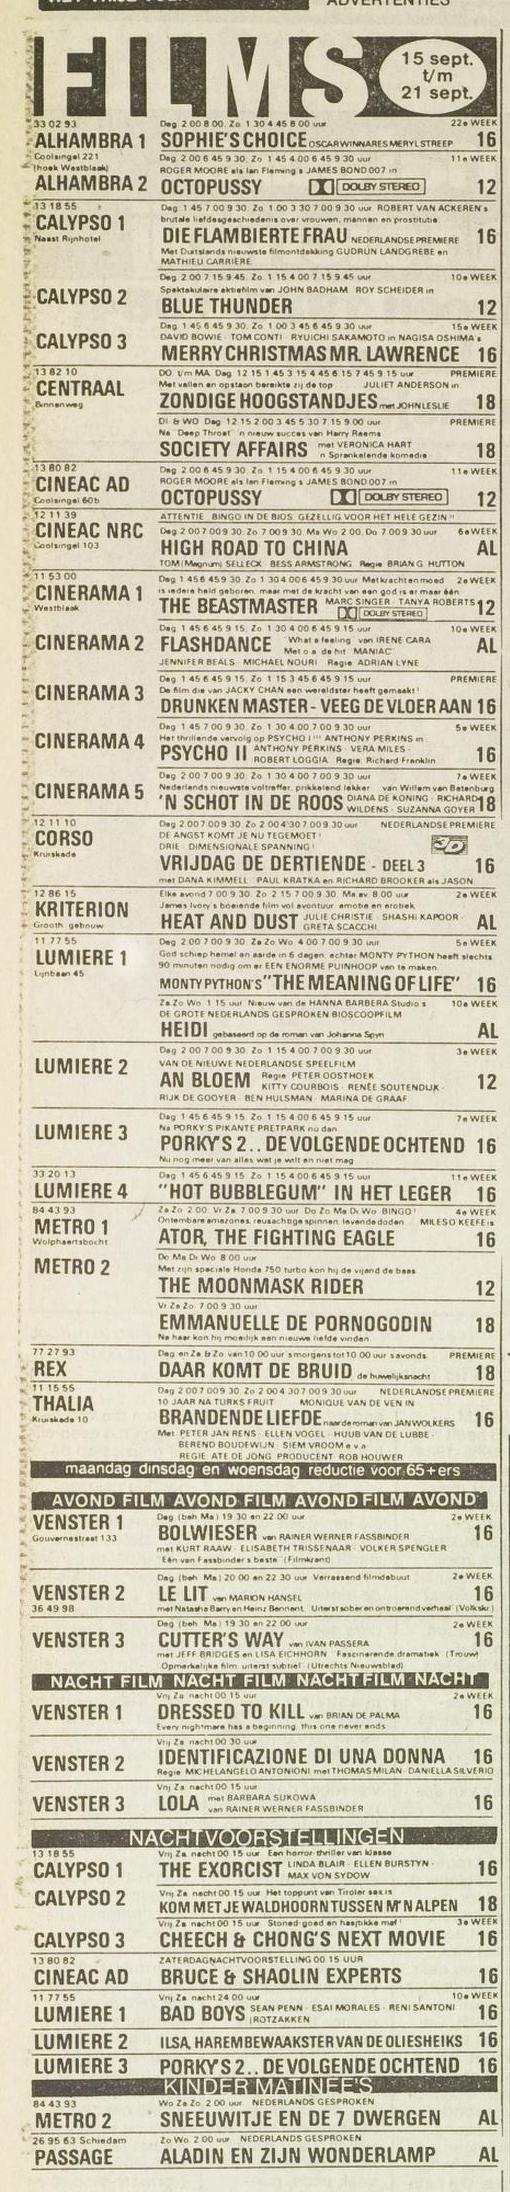 ADVERTENTIES
FILMS
15 sept.
t/m
21 sept.
33 02 93 Dag. 2 00 8 00. Zo 1 30 4 45 8 00 uur 22e WEEK
ALHAMBRA 1 SOPHIE'S CHOICE OSCARWINNARES MERYL STREEP 16
Coolsingel 221 Dag 2 00 6 45 9 30. Zo 1 45 4 00 6 45 9 30 uur 11e WEEK
(hoek Westblaak) ROGER MOORE als Ian Fleming's JAMES BOND 007 in
ALHAMBRA 2 OCTOPUSSY DOLBY STEREO 12
13 18 55 Dag 1 45 7 00 9 30. Zo 1 00 3 30 7 00 9 30 uur ROBERT VAN ACKEREN's
CALYPSO 1 brutale liefdesgeschiedenis over vrouwen, mannen en prostitutie.
Naast Rijnhotel DIE FLAMBIERTE FRAU NEDERLANDSE PREMIERE 16
Met Duitslands nieuwste filmontdekking GUDRUN LANDGREBE en
MATHIEU CARRIERE
Dag 2 00 7 15 9 45. Zo 1 15 4 00 7 15 9 45 uur 10e WEEK
CALYPSO 2 Spektakulaire aktiefilm van JOHN BADHAM ROY SCHEIDER in
BLUE THUNDER 12
Dag 1 45 6 45 9 30. Zo 1 00 3 45 6 45 9 30 uur 15e WEEK
CALYPSO 3 DAVID BOWIE · TOM CONTI · RYUICHI SAKAMOTO in NAGISA OSHIMA's
MERRY CHRISTMAS MR. LAWRENCE 16
13 82 10 DO t/m MA Dag 12 15 1 45 3 15 4 45 6 15 7 45 9 15 uur PREMIERE
CENTRAAL Met vallen en opstaan bereikte zij de top JULIET ANDERSON in
Binnenweg ZONDIGE HOOGSTANDJES met JOHN LESLIE 18
DI & WO Dag 12 15 2 00 3 45 5 30 7 15 9 00 uur PREMIERE
Na "Deep Throat" 'n nieuw succes van Harry Reems
SOCIETY AFFAIRS met VERONICA HART 18
'n Sprankelende komedie
13 80 82 Dag 2 00 6 45 9 30. Zo 1 15 4 00 6 45 9 30 uur 11e WEEK
CINEAC AD ROGER MOORE als Ian Fleming's JAMES BOND 007 in
Coolsingel 60b OCTOPUSSY DOLBY STEREO 12
12 11 39 ATTENTIE BINGO IN DE BIOS. GEZELLIG VOOR HET HELE GEZIN!!
CINEAC NRC Dag 2 00 7 00 9 30. Zo 7 00 9 30. Ma Wo 2 00. Do 7 00 9 30 uur 6e WEEK
Coolsingel 103 HIGH ROAD TO CHINA AL
TOM (Magnum) SELLECK · BESS ARMSTRONG Regie BRIAN G. HUTTON
11 53 00 Dag 1 45 6 45 9 30. Zo 1 30 4 00 6 45 9 30 uur Met kracht en moed 2e WEEK
CINERAMA 1 is iedere held geboren, maar met de kracht van een god is er maar één
Westblaak THE BEASTMASTER MARC SINGER · TANYA ROBERTS 12
DOLBY STEREO
Dag 1 45 6 45 9 15. Zo 1 30 4 00 6 45 9 15 uur 10e WEEK
CINERAMA 2 FLASHDANCE "What a feeling" van IRENE CARA AL
Met o a de hit "MANIAC"
JENNIFER BEALS · MICHAEL NOURI Regie ADRIAN LYNE
Dag 1 45 6 45 9 15. Zo 1 15 3 45 6 45 9 15 uur PREMIERE
CINERAMA 3 De film die van JACKY CHAN een wereldster heeft gemaakt!
DRUNKEN MASTER - VEEG DE VLOER AAN 16
Dag 1 45 7 00 9 30. Zo 1 30 4 00 7 00 9 30 uur 5e WEEK
CINERAMA 4 Het thrillende vervolg op PSYCHO I!!! ANTHONY PERKINS in
PSYCHO II ANTHONY PERKINS · VERA MILES · 16
ROBERT LOGGIA Regie: Richard Franklin
Dag 2 00 7 00 9 30. Zo 1 30 4 00 7 00 9 30 uur 7e WEEK
CINERAMA 5 Nederlands nieuwste voltreffer, prikkelend lekker van Willem van Batenburg
'N SCHOT IN DE ROOS DIANA DE KONING · RICHARD 18
WILDENS · SUZANNA GOYER
12 11 10 Dag 2 00 7 00 9 30. Zo 2 00 4 30 7 00 9 30 uur NEDERLANDSE PREMIERE
CORSO DE ANGST KOMT JE NU TEGEMOET!
Kruiskade DRIE · DIMENSIONALE SPANNING! 3D
VRIJDAG DE DERTIENDE - DEEL 3 16
met DANA KIMMELL · PAUL KRATKA en RICHARD BROOKER als JASON
12 86 15 Elke avond 7 00 9 30. Zo 2 15 7 00 9 30. Ma av 8 00 uur 2e WEEK
KRITERION James Ivory's boeiende film vol avontuur, emotie en erotiek
Grooth gebouw HEAT AND DUST JULIE CHRISTIE · SHASHI KAPOOR · AL
GRETA SCACCHI
11 77 55 Dag 2 00 7 00 9 30. Za Zo Wo 4 00 7 00 9 30 uur 5e WEEK
LUMIERE 1 God schiep hemel en aarde in 6 dagen, echter MONTY PYTHON heeft slechts
Lijnbaan 45 90 minuten nodig om er EEN ENORME PUINHOOP van te maken
MONTY PYTHON'S "THE MEANING OF LIFE" 16
Za Zo Wo 1 15 uur Nieuw van de HANNA BARBERA Studio's 10e WEEK
DE GROTE NEDERLANDS GESPROKEN BIOSCOOPFILM
HEIDI gebaseerd op de roman van Johanna Spyri AL
Dag 2 00 7 00 9 30. Zo 1 15 4 00 7 00 9 30 uur 3e WEEK
LUMIERE 2 VAN DE NIEUWE NEDERLANDSE SPEELFILM
AN BLOEM Regie PETER OOSTHOEK 12
KITTY COURBOIS · RENÉE SOUTENDIJK ·
RIJK DE GOOYER · BEN HULSMAN · MARINA DE GRAAF
Dag 1 45 6 45 9 15. Zo 1 15 4 00 6 45 9 15 uur 7e WEEK
LUMIERE 3 Na PORKY'S PIKANTE PRETPARK nu dan
PORKY'S 2.. DE VOLGENDE OCHTEND 16
Nu nog meer van alles wat je wilt en niet mag
33 20 13 Dag 1 45 6 45 9 15. Zo 1 15 4 00 6 45 9 15 uur 11e WEEK
LUMIERE 4 "HOT BUBBLEGUM" IN HET LEGER 16
84 43 93 Za Zo 2 00. Vr Za 7 00 9 30 uur. Do Zo Ma Di Wo BINGO! 4e WEEK
METRO 1 Ontembare amazones, reusachtige spinnen, levende doden MILES O KEEFE is
Wolphaertsbocht ATOR, THE FIGHTING EAGLE 16
Do Ma Di Wo 8 00 uur
METRO 2 Met zijn speciale Honda 750 turbo kon hij de vijand de baas
THE MOONMASK RIDER 12
Vr Za Zo 7 00 9 30 uur
EMMANUELLE DE PORNOGODIN 18
Na haar kon hij moeilijk een nieuwe liefde vinden
77 27 93 Dag en Za & Zo van 10 00 uur s morgens tot 10 00 uur s avonds PREMIERE
REX DAAR KOMT DE BRUID de huwelijksnacht 18
11 15 55 Dag 2 00 7 00 9 30. Zo 2 00 4 30 7 00 9 30 uur NEDERLANDSE PREMIERE
THALIA 10 JAAR NA TURKS FRUIT MONIQUE VAN DE VEN IN
Kruiskade 10 BRANDENDE LIEFDE naar de roman van JAN WOLKERS 16
Met PETER JAN RENS · ELLEN VOGEL · HUUB VAN DE LUBBE ·
BEREND BOUDEWIJN · SIEM VROOM e v a
REGIE ATE DE JONG PRODUCENT ROB HOUWER
maandag dinsdag en woensdag reductie voor 65+ers
AVOND FILM AVOND FILM AVOND FILM AVOND
Dag (beh Ma) 19 30 en 22 00 uur 2e WEEK
VENSTER 1 BOLWIESER van RAINER WERNER FASSBINDER 16
Gouvernestraat 133 met KURT RAAW · ELISABETH TRISSENAAR · VOLKER SPENGLER
"Eén van Fassbinder's beste" (Filmkrant)
Dag (beh Ma) 20 00 en 22 30 uur Verrassend filmdebuut 2e WEEK
VENSTER 2 LE LIT van MARION HANSEL 16
36 49 98 met Natasha Barry en Heinz Bennent. "Uiterst sober en ontroerend verhaal" (Volkskr.)
Dag (beh Ma) 19 30 en 22 00 uur 2e WEEK
VENSTER 3 CUTTER'S WAY van IVAN PASSERA 16
met JEFF BRIDGES en LISA EICHHORN "Fascinerende dramatiek" (Trouw)
"Opmerkelijke film, uiterst subtiel" (Utrechts Nieuwsblad)
NACHT FILM NACHT FILM NACHT FILM NACHT
Vrij Za nacht 00 15 uur 2e WEEK
VENSTER 1 DRESSED TO KILL van BRIAN DE PALMA 16
Every nightmare has a beginning, this one never ends
Vrij Za nacht 00 30 uur
VENSTER 2 IDENTIFICAZIONE DI UNA DONNA 16
Regie MICHELANGELO ANTONIONI met THOMAS MILAN · DANIELLA SILVERIO
Vrij Za nacht 00 15 uur
VENSTER 3 LOLA met BARBARA SUKOWA 16
van RAINER WERNER FASSBINDER
NACHTVOORSTELLINGEN
13 18 55 Vrij Za nacht 00 15 uur Een horror-thriller van klasse
CALYPSO 1 THE EXORCIST LINDA BLAIR · ELLEN BURSTYN · 16
MAX VON SYDOW
Vrij Za nacht 00 15 uur Het toppunt van Tiroler sex is
CALYPSO 2 KOM MET JE WALDHOORN TUSSEN M'N ALPEN 18
Vrij Za nacht 00 15 uur Stoned goed en hasjtikke maf! 3e WEEK
CALYPSO 3 CHEECH & CHONG'S NEXT MOVIE 16
13 80 82 ZATERDAGNACHTVOORSTELLING 00 15 UUR
CINEAC AD BRUCE & SHAOLIN EXPERTS 16
11 77 55 Vrij Za nacht 24 00 uur 10e WEEK
LUMIERE 1 BAD BOYS SEAN PENN · ESAI MORALES · RENI SANTONI 16
(ROTZAKKEN
LUMIERE 2 ILSA, HAREMBEWAAKSTER VAN DE OLIESHEIKS 16
LUMIERE 3 PORKY'S 2.. DE VOLGENDE OCHTEND 16
KINDER MATINEE'S
84 43 93 Wo Za Zo 2 00 uur NEDERLANDS GESPROKEN
METRO 2 SNEEUWITJE EN DE 7 DWERGEN AL
26 95 63 Schiedam Zo Wo 2 00 uur NEDERLANDS GESPROKEN
PASSAGE ALADIN EN ZIJN WONDERLAMP AL